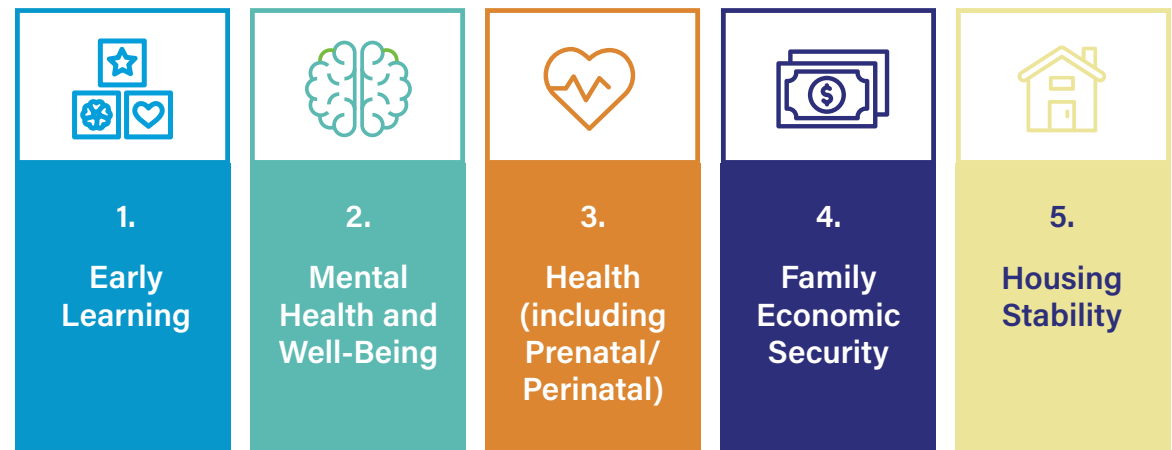 1.
Early
Learning
2.
Mental
Health and
Well-Being
3.
Health
(including
Prenatal/
Perinatal)
4.
Family
Economic
Security
5.
Housing
Stability